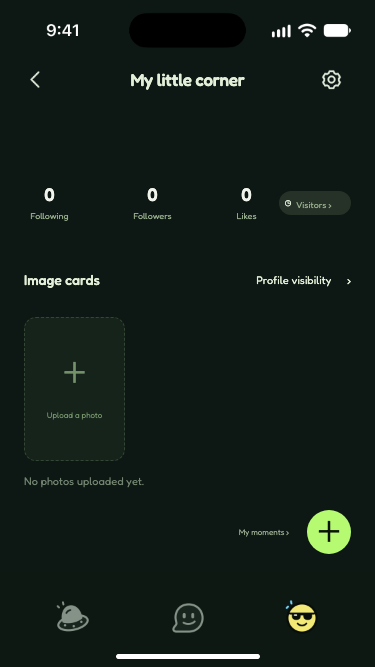 9:41
My little corner
0
Following
0
Followers
0
Likes
Visitors ›
Image cards
Profile visibility ›
Upload a photo
No photos uploaded yet.
My moments ›